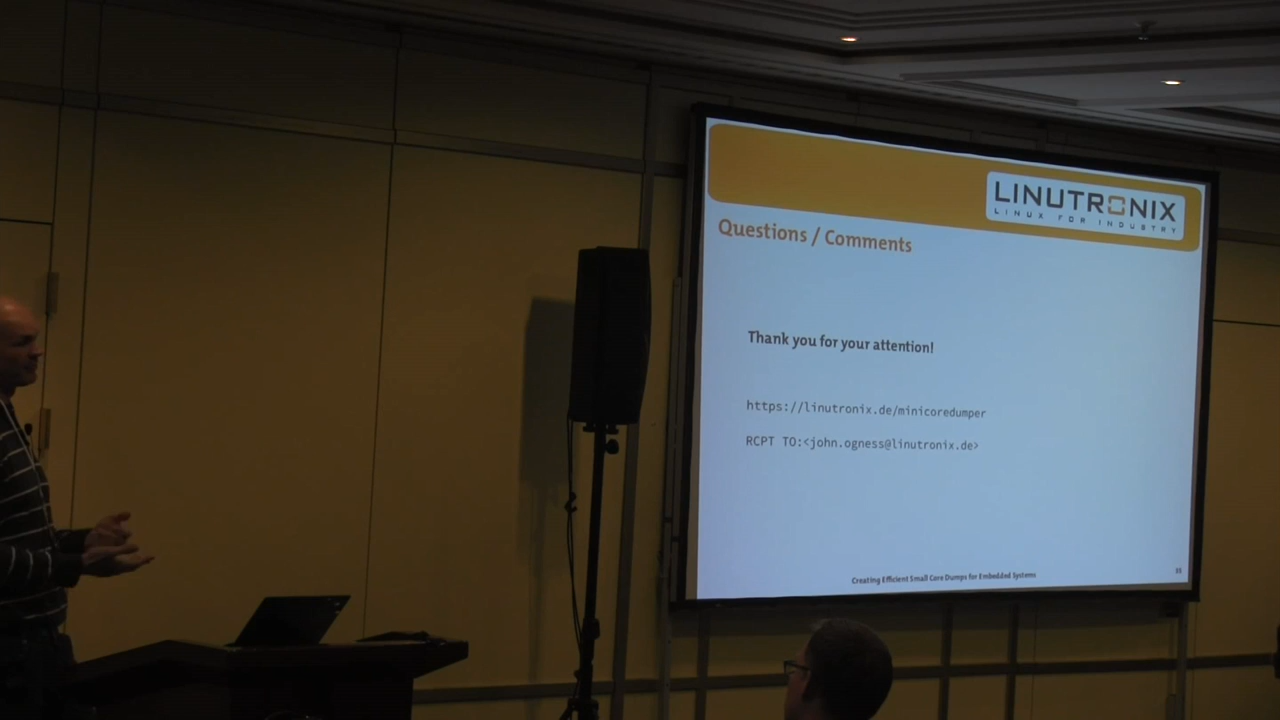 LINUTRONIX
LINUX FOR INDUSTRY
Questions / Comments
Thank you for your attention!
https://linutronix.de/minicoredumper
RCPT TO:<john.ogness@linutronix.de>
Creating Efficient Small Core Dumps for Embedded Systems